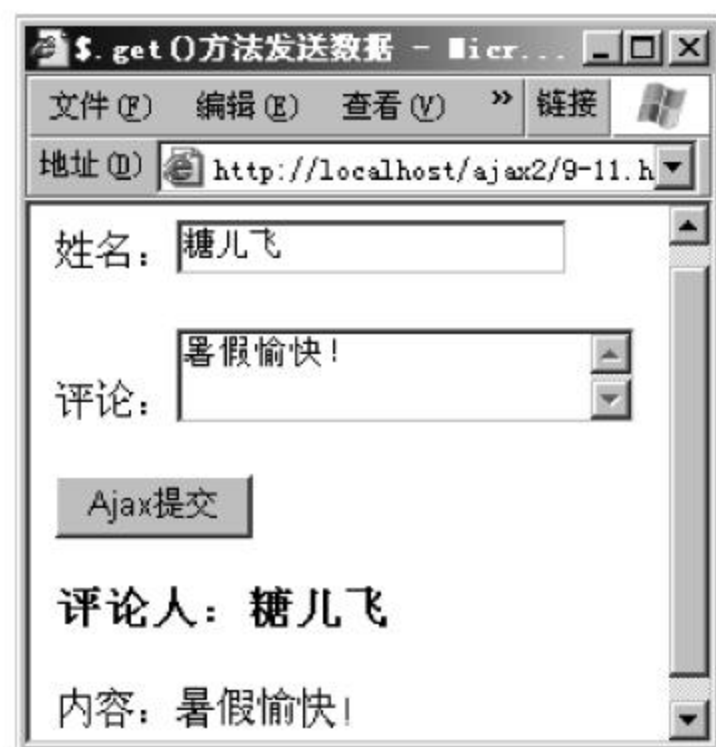 $.get()方法发送数据 - Micr...
文件(F) 编辑(E) 查看(V) » 链接
地址(D) http://localhost/ajax2/9-11.h
姓名：糖儿飞
评论：暑假愉快!
Ajax提交
评论人：糖儿飞
内容：暑假愉快!